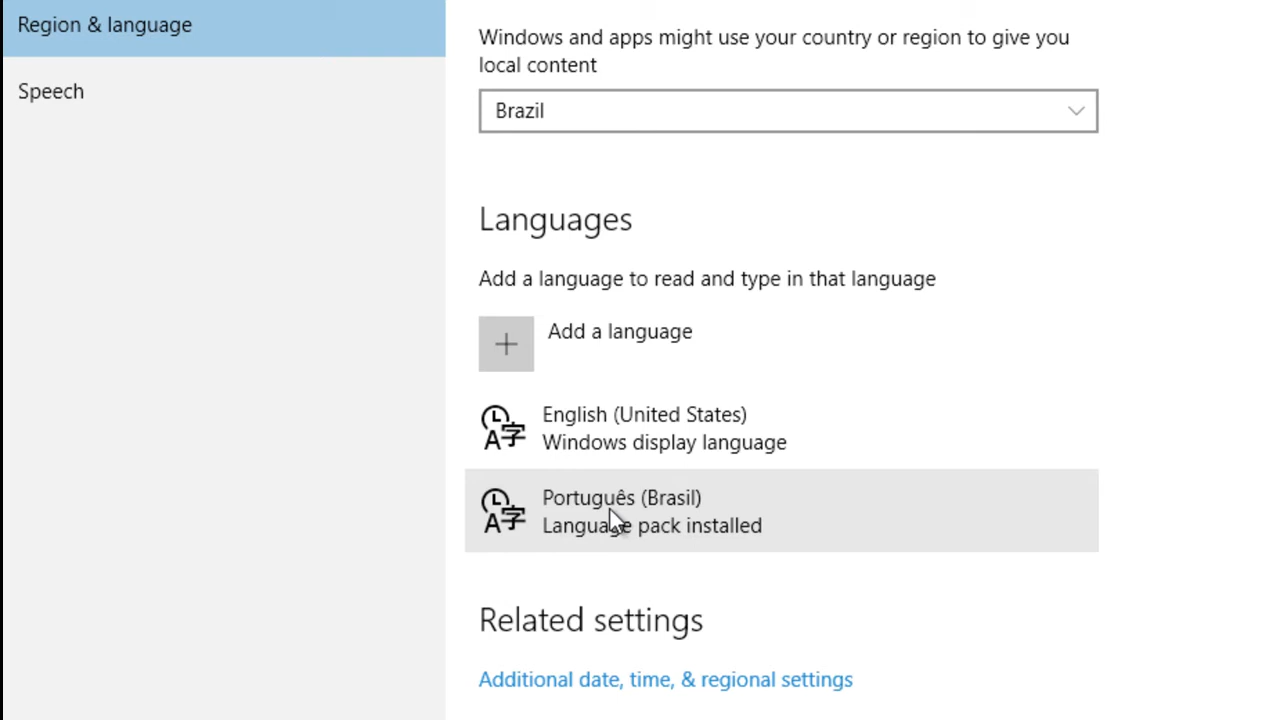 Region & language
Speech
Windows and apps might use your country or region to give you
local content
Brazil
Languages
Add a language to read and type in that language
Add a language
English (United States)
Windows display language
Português (Brasil)
Language pack installed
Related settings
Additional date, time, & regional settings